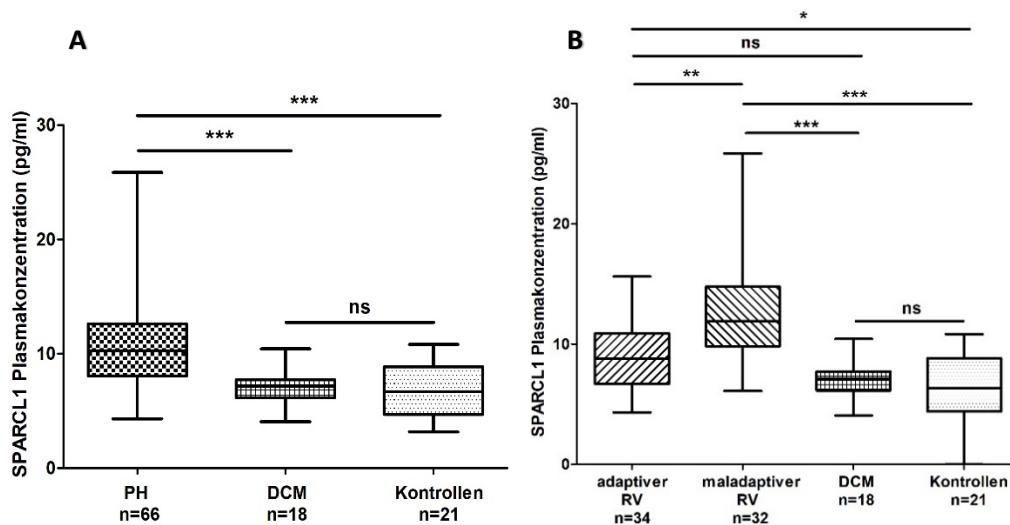 A
SPARCL1 Plasmakonzentration (pg/ml)
30
20
10
0
***
***
ns
PH
n=66
DCM
n=18
Kontrollen
n=21
B
SPARCL1 Plasmakonzentration (pg/ml)
30
20
10
0
*
ns
**
***
***
ns
adaptiver
RV
n=34
maladaptiver
RV
n=32
DCM
n=18
Kontrollen
n=21